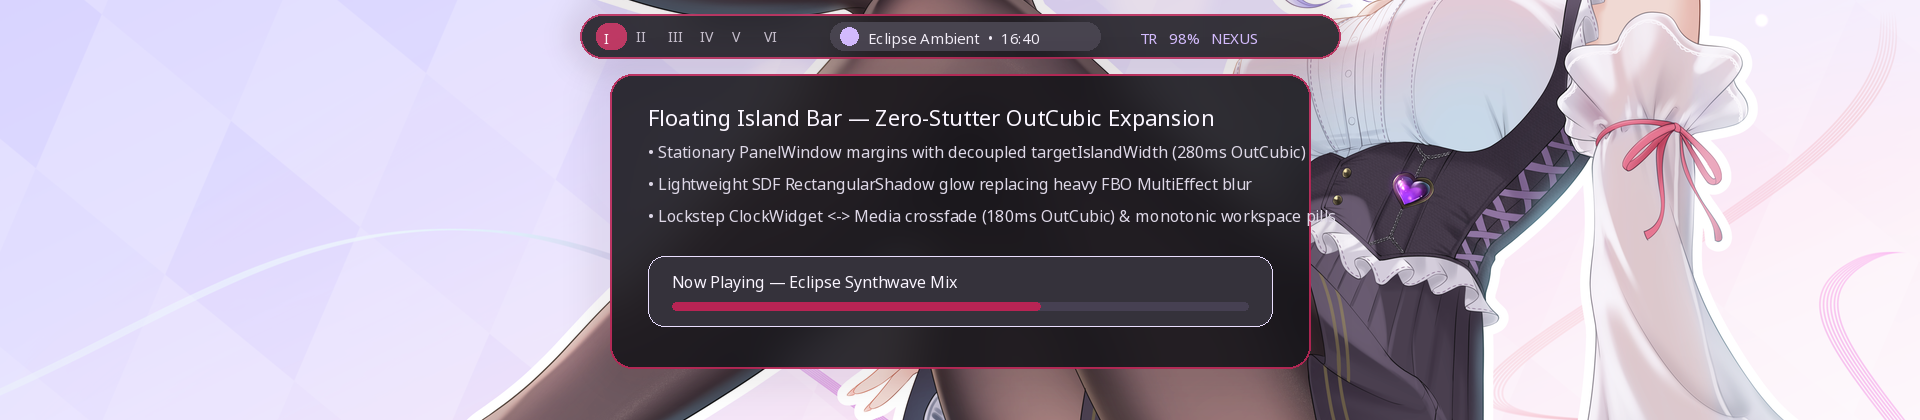 I II III IV V VI Eclipse Ambient • 16:40 TR 98% NEXUS
Floating Island Bar — Zero-Stutter OutCubic Expansion
• Stationary PanelWindow margins with decoupled targetIslandWidth (280ms OutCubic)
• Lightweight SDF RectangularShadow glow replacing heavy FBO MultiEffect blur
• Lockstep ClockWidget <-> Media crossfade (180ms OutCubic) & monotonic workspace pills
Now Playing — Eclipse Synthwave Mix